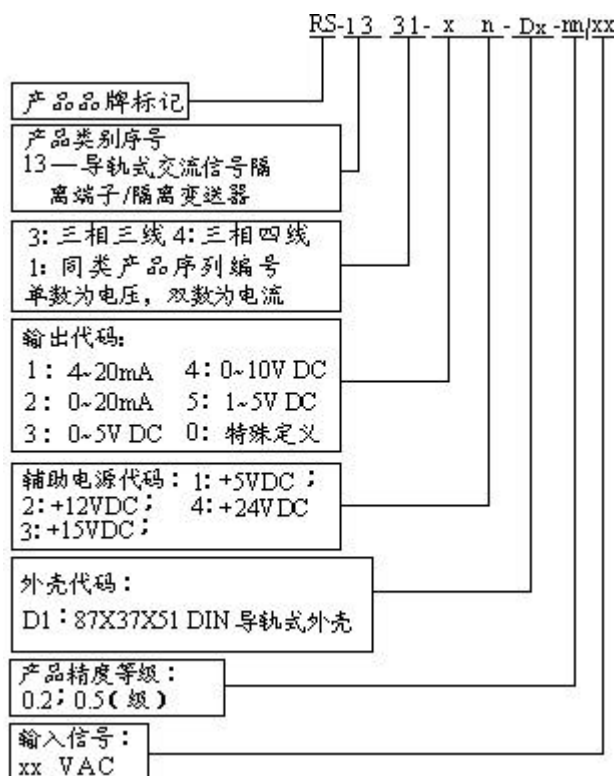 RS-13 31-x n-Dx-nn/xx
产品品牌标记
产品类别序号
13—导轨式交流信号隔
离端子/隔离变送器
3: 三相三线 4: 三相四线
1: 同类产品序列编号
单数为电压, 双数为电流
输出代码:
1: 4~20mA 4: 0~10V DC
2: 0~20mA 5: 1~5V DC
3: 0~5V DC 0: 特殊定义
辅助电源代码: 1: +5VDC;
2: +12VDC; 4: +24VDC
3: +15VDC;
外壳代码:
D1: 87X37X51 DIN 导轨式外壳
产品精度等级:
0.2; 0.5(级)
输入信号:
xx VAC